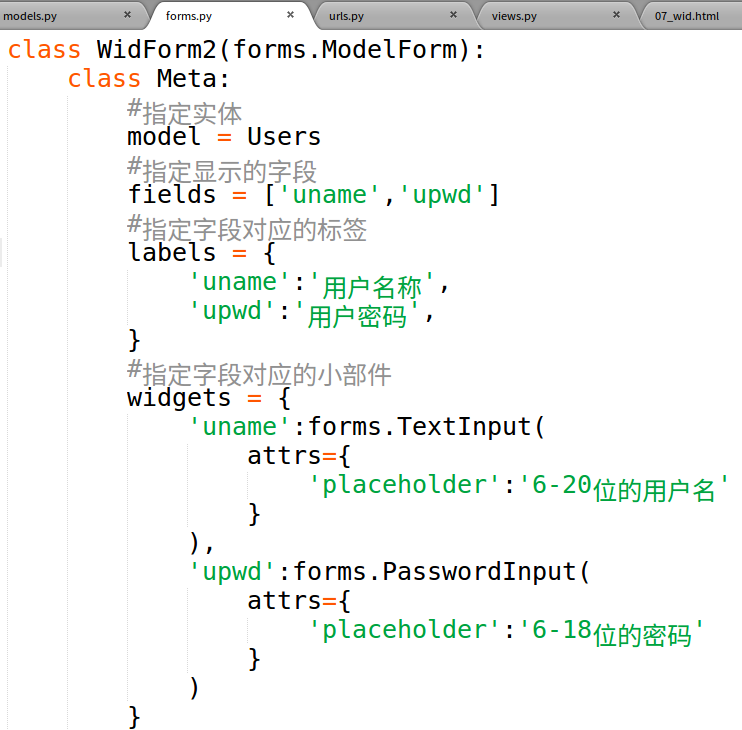 models.py × forms.py × urls.py × views.py × 07_wid.html
class WidForm2(forms.ModelForm):
    class Meta:
        #指定实体
        model = Users
        #指定显示的字段
        fields = ['uname','upwd']
        #指定字段对应的标签
        labels = {
            'uname':'用户名称',
            'upwd':'用户密码',
        }
        #指定字段对应的小部件
        widgets = {
            'uname':forms.TextInput(
                attrs={
                    'placeholder':'6-20位的用户名'
                }
            ),
            'upwd':forms.PasswordInput(
                attrs={
                    'placeholder':'6-18位的密码'
                }
            )
        }